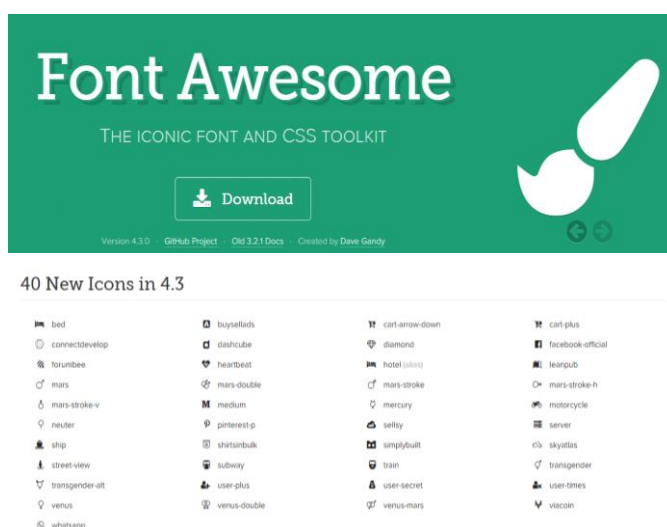 Font Awesome
THE ICONIC FONT AND CSS TOOLKIT
Download
Version 4.3.0 · GitHub Project · Old 3.2.1 Docs · Created by Dave Gandy
40 New Icons in 4.3
bed buysellads cart-arrow-down cart-plus
connectdevelop dashcube diamond facebook-official
forumbee heartbeat hotel (alias) leanpub
mars mars-double mars-stroke mars-stroke-h
mars-stroke-v medium mercury motorcycle
neuter pinterest-p sellsy server
ship shirtsinbulk simplybuilt skyatlas
street-view subway train transgender
transgender-alt user-plus user-secret user-times
venus venus-double venus-mars viacoin
whatsapp